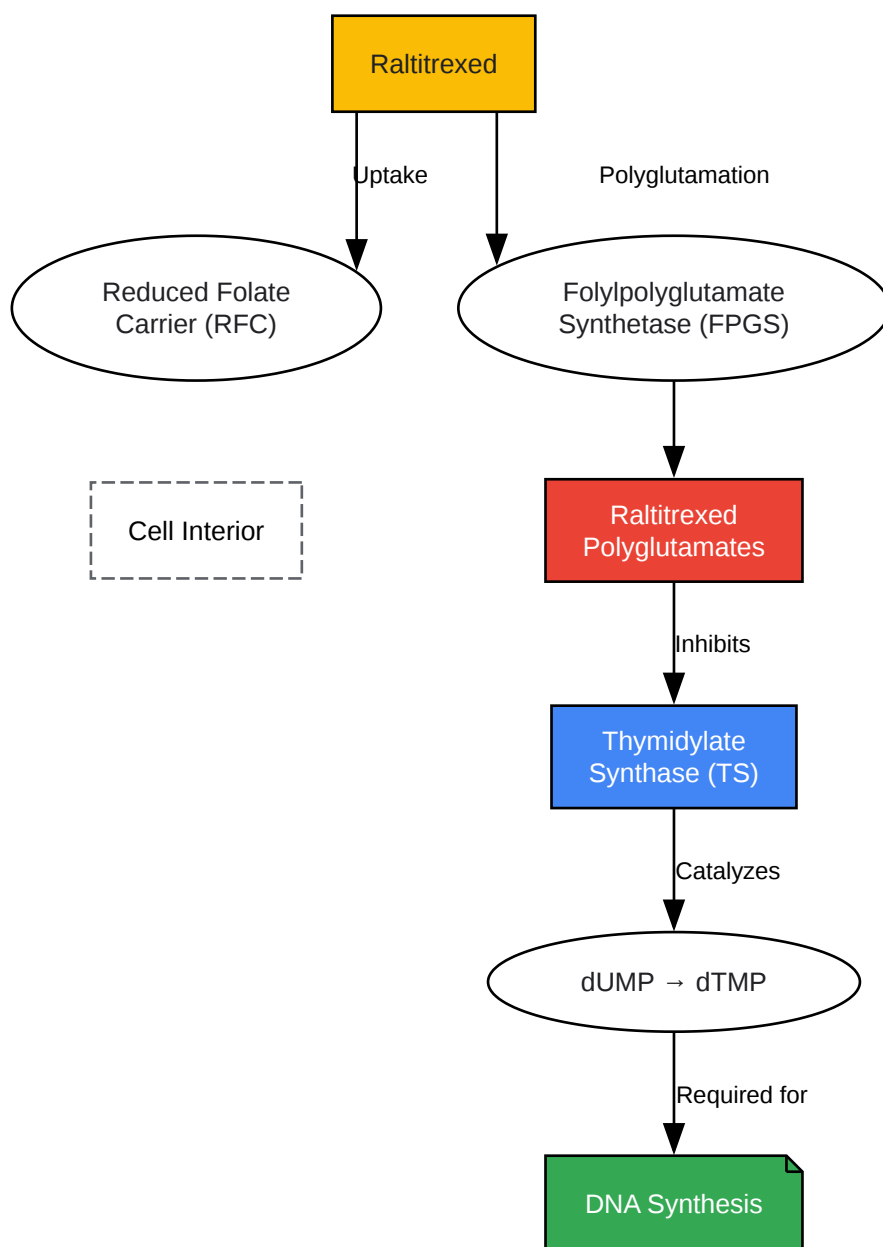 Raltitrexed
Uptake
Polyglutamation
Reduced Folate
Carrier (RFC)
Folylpolyglutamate
Synthetase (FPGS)
Cell Interior
Raltitrexed
Polyglutamates
Inhibits
Thymidylate
Synthase (TS)
Catalyzes
dUMP → dTMP
Required for
DNA Synthesis